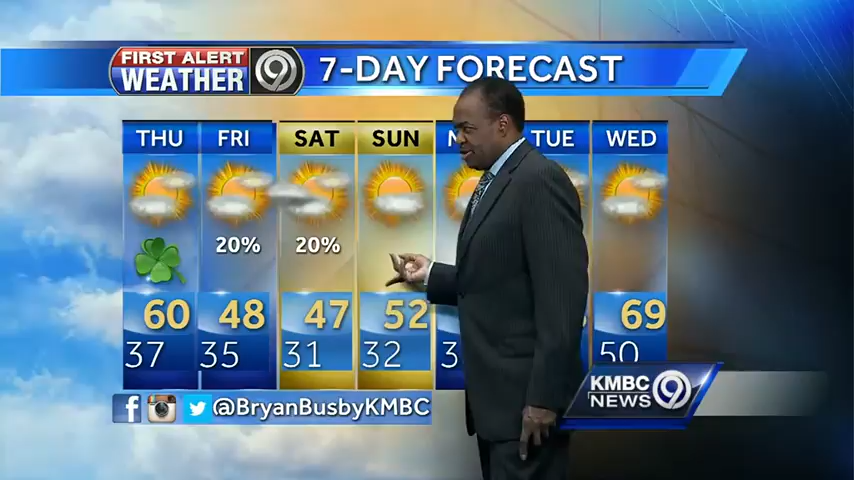 FIRST ALERT
WEATHER 9
7-DAY FORECAST
THU FRI SAT SUN TUE WED
20% 20%
60 48 47 52 69
37 35 31 32 50
@BryanBusbyKMBC
KMBC 9
NEWS